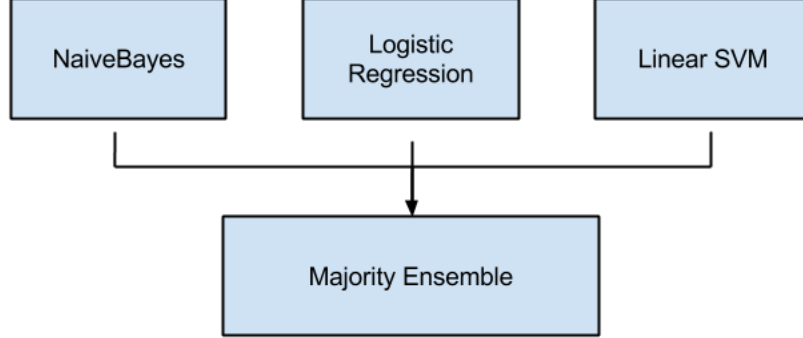 NaiveBayes
Logistic
Regression
Linear SVM
Majority Ensemble